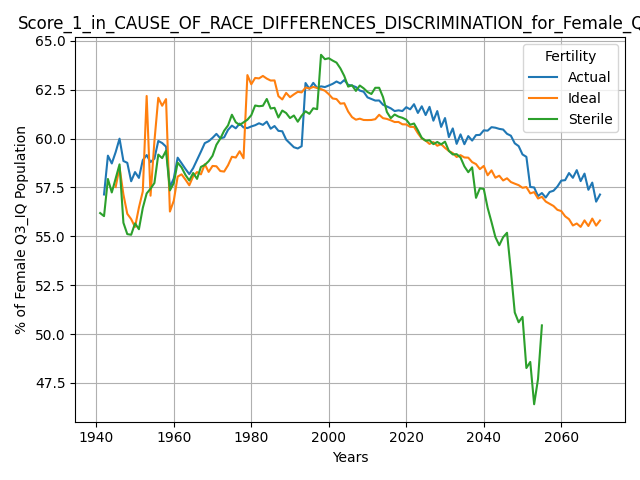 Score_1_in_CAUSE_OF_RACE_DIFFERENCES_DISCRIMINATION_for_Female_Q
Fertility
Actual
Ideal
Sterile
% of Female Q3_IQ Population
65.0
62.5
60.0
57.5
55.0
52.5
50.0
47.5
1940 1960 1980 2000 2020 2040 2060
Years